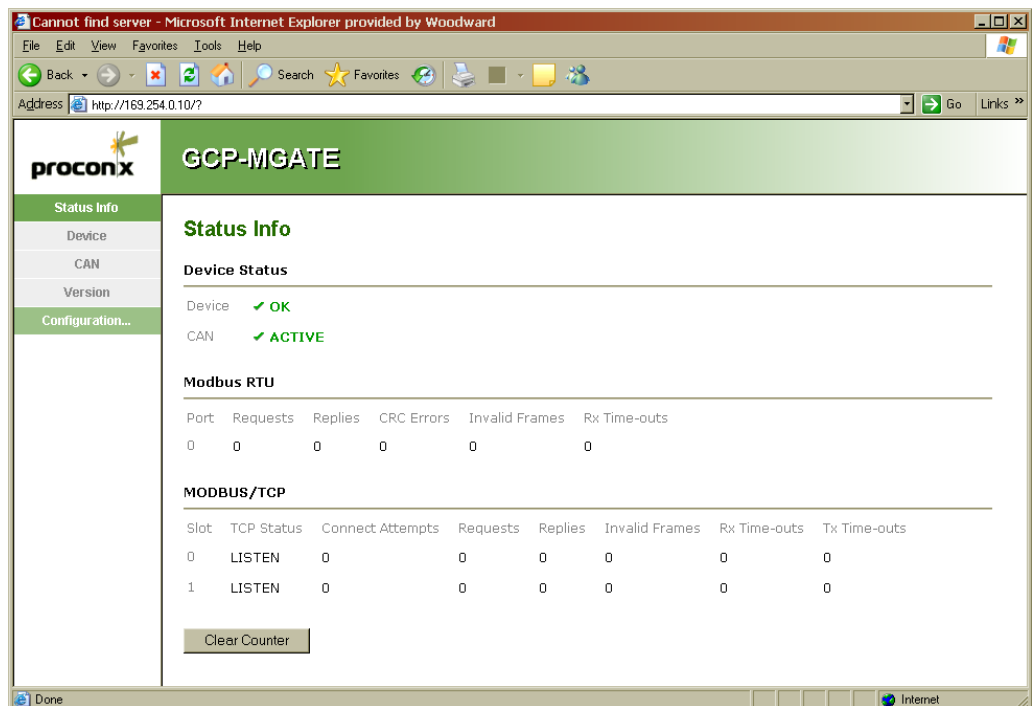 Cannot find server - Microsoft Internet Explorer provided by Woodward
File Edit View Favorites Tools Help
Back Search Favorites
Address http://169.254.0.10/? Go Links »
proconx
GCP-MGATE
Status Info
Device
CAN
Version
Configuration...
Status Info
Device Status
Device ✓ OK
CAN ✓ ACTIVE
Modbus RTU
Port Requests Replies CRC Errors Invalid Frames Rx Time-outs
0 0 0 0 0 0
MODBUS/TCP
Slot TCP Status Connect Attempts Requests Replies Invalid Frames Rx Time-outs Tx Time-outs
0 LISTEN 0 0 0 0 0 0
1 LISTEN 0 0 0 0 0 0
Clear Counter
Done Internet